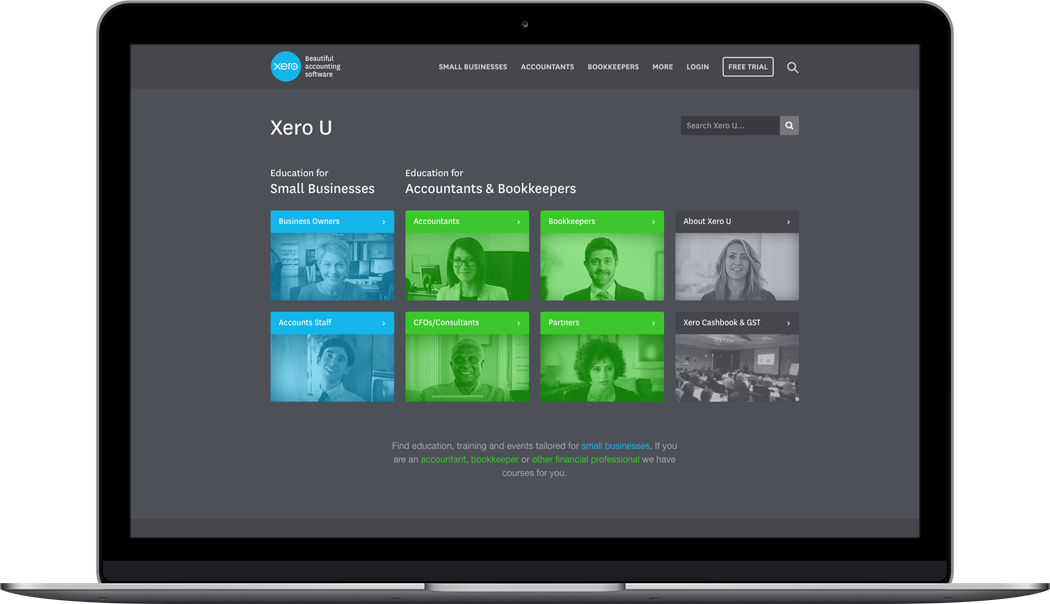 xero
Beautiful
accounting
software
SMALL BUSINESSES
ACCOUNTANTS
BOOKKEEPERS
MORE
LOGIN
FREE TRIAL
Xero U
Search Xero U...
Education for
Small Businesses
Education for
Accountants & Bookkeepers
Business Owners
Accountants
Bookkeepers
About Xero U
Accounts Staff
CFOs/Consultants
Partners
Xero Cashbook & GST
Find education, training and events tailored for small businesses. If you
are an accountant, bookkeeper or other financial professional we have
courses for you.